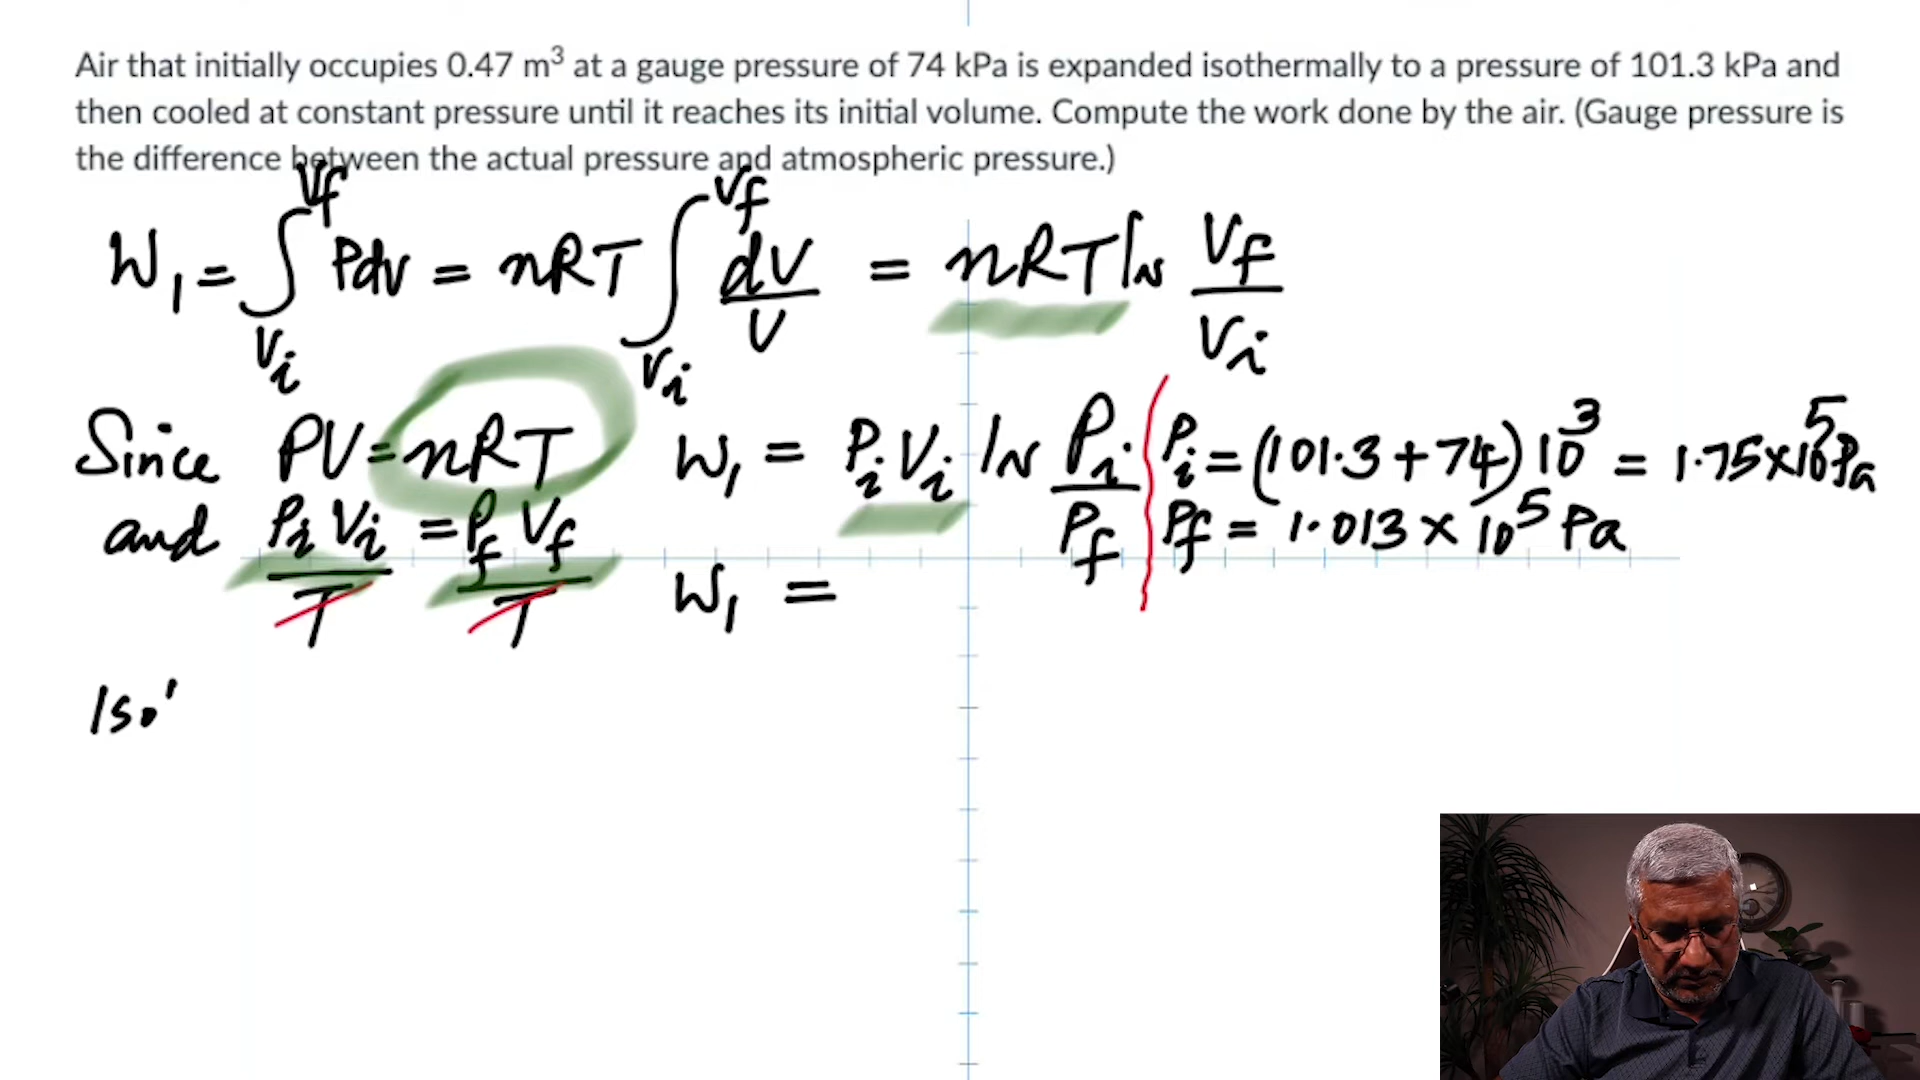 Air that initially occupies 0.47 m³ at a gauge pressure of 74 kPa is expanded isothermally to a pressure of 101.3 kPa and
then cooled at constant pressure until it reaches its initial volume. Compute the work done by the air. (Gauge pressure is
the difference between the actual pressure and atmospheric pressure.)
W₁ = ∫_{Vi}^{Vf} Pdv = nRT ∫_{Vi}^{Vf} dV/V = nRT ln Vf/Vi
Since PV = nRT W₁ = PiVi ln Pi/Pf Pi = (101.3+74)10³ = 1.75×10⁵Pa
and PiVi/T = PfVf/T Pf = 1.013 × 10⁵ Pa
W₁ =
Iso